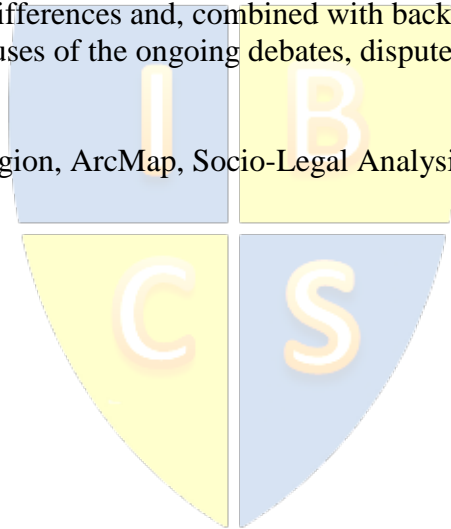 ifferences and, combined with back
uses of the ongoing debates, dispute
gion, ArcMap, Socio-Legal Analysi
I B
C S